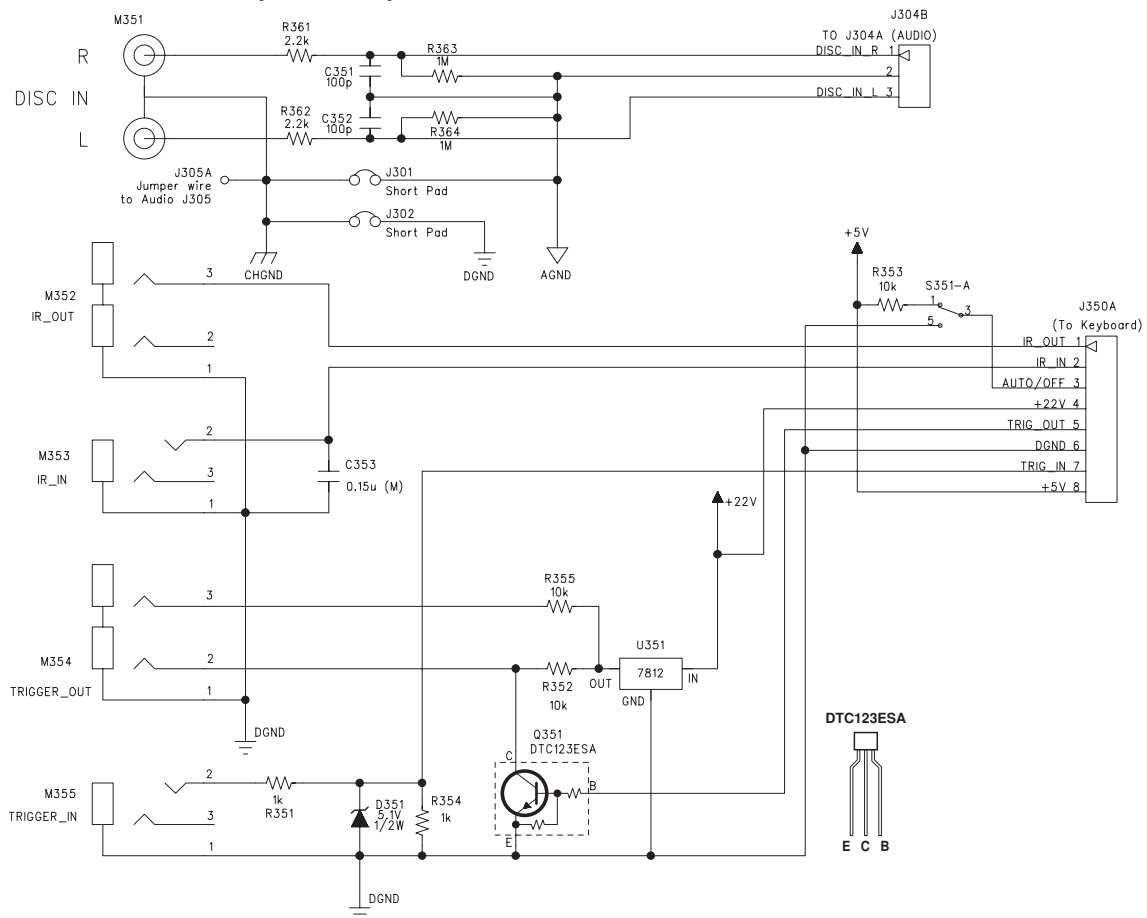 M351
R
DISC IN
L
R361
2.2k
C351
100p
R363
1M
R362
2.2k
C352
100p
R364
1M
J304B
TO J304A (AUDIO)
DISC_IN_R 1
2
DISC_IN_L 3
J305A
Jumper wire
to Audio J305
J301
Short Pad
J302
Short Pad
CHGND
DGND
AGND
+5V
R353
10k
S351-A
1
3
5
J350A
(To Keyboard)
IR_OUT 1
IR_IN 2
AUTO/OFF 3
+22V 4
TRIG_OUT 5
DGND 6
TRIG_IN 7
+5V 8
M352
IR_OUT
3
2
1
M353
IR_IN
2
3
1
C353
0.15u (M)
+22V
M354
TRIGGER_OUT
3
2
1
R355
10k
R352
10k
U351
7812
OUT
IN
GND
DGND
Q351
DTC123ESA
C
B
E
M355
TRIGGER_IN
2
3
1
1k
R351
D351
5.1V
1/2W
R354
1k
DGND
DTC123ESA
E C B